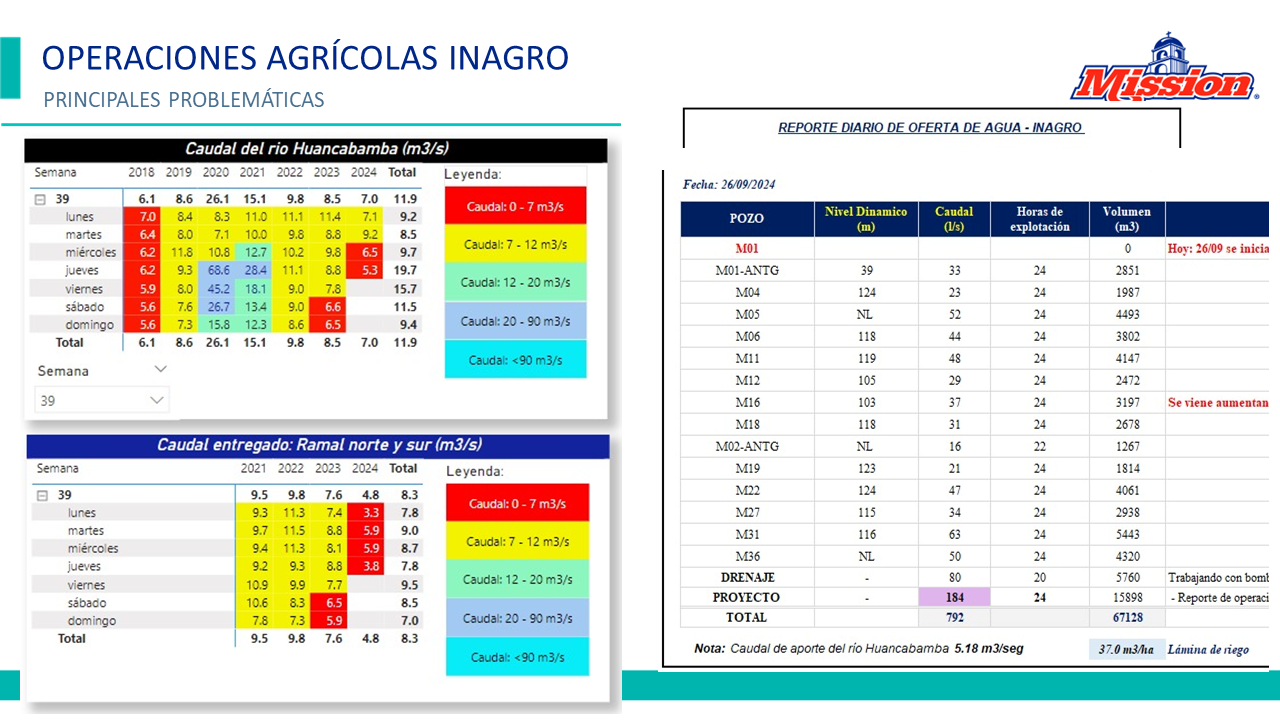 OPERACIONES AGRÍCOLAS INAGRO
PRINCIPALES PROBLEMÁTICAS
Mission®
Caudal del río Huancabamba (m3/s)
Semana 2018 2019 2020 2021 2022 2023 2024 Total
39 6.1 8.6 26.1 15.1 9.8 8.5 7.0 11.9
lunes 7.0 8.4 8.3 11.0 11.1 11.4 7.1 9.2
martes 6.4 8.0 7.1 10.0 9.8 8.8 9.2 8.5
miércoles 6.2 11.8 10.8 12.7 10.2 9.8 6.5 9.7
jueves 6.2 9.3 68.6 28.4 11.1 8.8 5.3 19.7
viernes 5.9 8.0 45.2 18.1 9.0 7.8 15.7
sábado 5.6 7.6 26.7 13.4 9.0 6.6 11.5
domingo 5.6 7.3 15.8 12.3 8.6 6.5 9.4
Total 6.1 8.6 26.1 15.1 9.8 8.5 7.0 11.9
Semana
39
Leyenda:
Caudal: 0 - 7 m3/s
Caudal: 7 - 12 m3/s
Caudal: 12 - 20 m3/s
Caudal: 20 - 90 m3/s
Caudal: <90 m3/s
Caudal entregado: Ramal norte y sur (m3/s)
Semana 2021 2022 2023 2024 Total
39 9.5 9.8 7.6 4.8 8.3
lunes 9.3 11.3 7.4 3.3 7.8
martes 9.7 11.5 8.8 5.9 9.0
miércoles 9.4 11.3 8.1 5.9 8.7
jueves 9.2 9.3 8.8 3.8 7.8
viernes 10.9 9.9 7.7 9.5
sábado 10.6 8.3 6.5 8.5
domingo 7.8 7.3 5.9 7.0
Total 9.5 9.8 7.6 4.8 8.3
Leyenda:
Caudal: 0 - 7 m3/s
Caudal: 7 - 12 m3/s
Caudal: 12 - 20 m3/s
Caudal: 20 - 90 m3/s
Caudal: <90 m3/s
REPORTE DIARIO DE OFERTA DE AGUA - INAGRO
Fecha: 26/09/2024
POZO Nivel Dinamico (m) Caudal (l/s) Horas de explotación Volumen (m3)
M01 0 Hoy: 26/09 se inicia
M01-ANTG 39 33 24 2851
M04 124 23 24 1987
M05 NL 52 24 4493
M06 118 44 24 3802
M11 119 48 24 4147
M12 105 29 24 2472
M16 103 37 24 3197 Se viene aumentan
M18 118 31 24 2678
M02-ANTG NL 16 22 1267
M19 123 21 24 1814
M22 124 47 24 4061
M27 115 34 24 2938
M31 116 63 24 5443
M36 NL 50 24 4320
DRENAJE - 80 20 5760 Trabajando con bomb
PROYECTO - 184 24 15898 - Reporte de operaci
TOTAL 792 67128
Nota: Caudal de aporte del río Huancabamba 5.18 m3/seg 37.0 m3/ha Lámina de riego